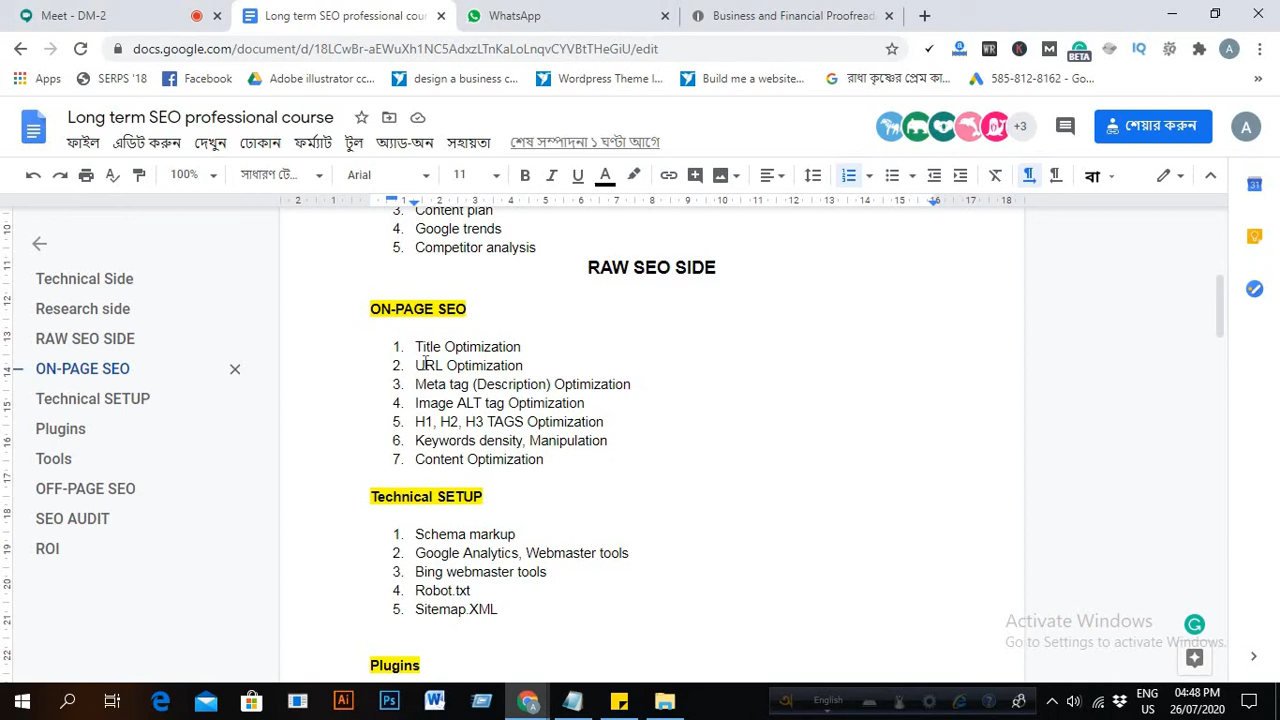 Meet - DM-2
Long term SEO professional cour
WhatsApp
Business and Financial Proofread
docs.google.com/document/d/18LCwBr-aEWuXh1NC5AdxzLTnKaLoLnqvCYVBtTHeGiU/edit
BETA
Apps
SERPS '18
Facebook
Adobe illustrator cc...
design a business c...
Wordpress Theme I...
Build me a website...
রাধা কৃষ্ণের প্রেম কা...
585-812-8162 - Go...
Long term SEO professional course
ফাইল এডিট করুন দেখুন ঢোকান ফর্ম্যাট টুল অ্যাড-অন সহায়তা শেষ সম্পাদনা ১ ঘণ্টা আগে
+3
শেয়ার করুন
A
100% সাধারণ টে... Arial 11
3. Content plan
4. Google trends
5. Competitor analysis
RAW SEO SIDE
ON-PAGE SEO
1. Title Optimization
2. URL Optimization
3. Meta tag (Description) Optimization
4. Image ALT tag Optimization
5. H1, H2, H3 TAGS Optimization
6. Keywords density, Manipulation
7. Content Optimization
Technical SETUP
1. Schema markup
2. Google Analytics, Webmaster tools
3. Bing webmaster tools
4. Robot.txt
5. Sitemap.XML
Plugins
Technical Side
Research side
RAW SEO SIDE
ON-PAGE SEO
Technical SETUP
Plugins
Tools
OFF-PAGE SEO
SEO AUDIT
ROI
Activate Windows
Go to Settings to activate Windows.
English
ENG
US
04:48 PM
26/07/2020